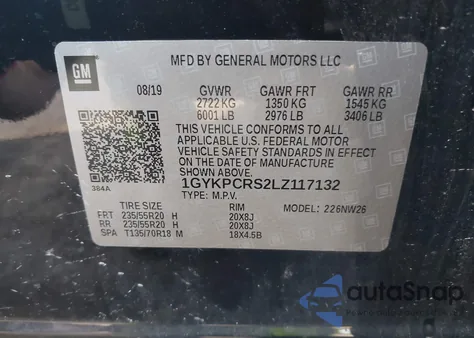 GM
MFD BY GENERAL MOTORS LLC
08/19 GVWR GAWR FRT GAWR RR
2722 KG 1350 KG 1545 KG
6001 LB 2976 LB 3406 LB
THIS VEHICLE CONFORMS TO ALL
APPLICABLE U.S. FEDERAL MOTOR
VEHICLE SAFETY STANDARDS IN EFFECT ON
THE DATE OF MANUFACTURE SHOWN ABOVE.
384A
1GYKPCRS2LZ117132
TYPE: M.P.V.
TIRE SIZE RIM MODEL: 226NW26
FRT 235/55R20 H 20X8J
RR 235/55R20 H 20X8J
SPA T135/70R18 M 18X4.5B
autoSnap